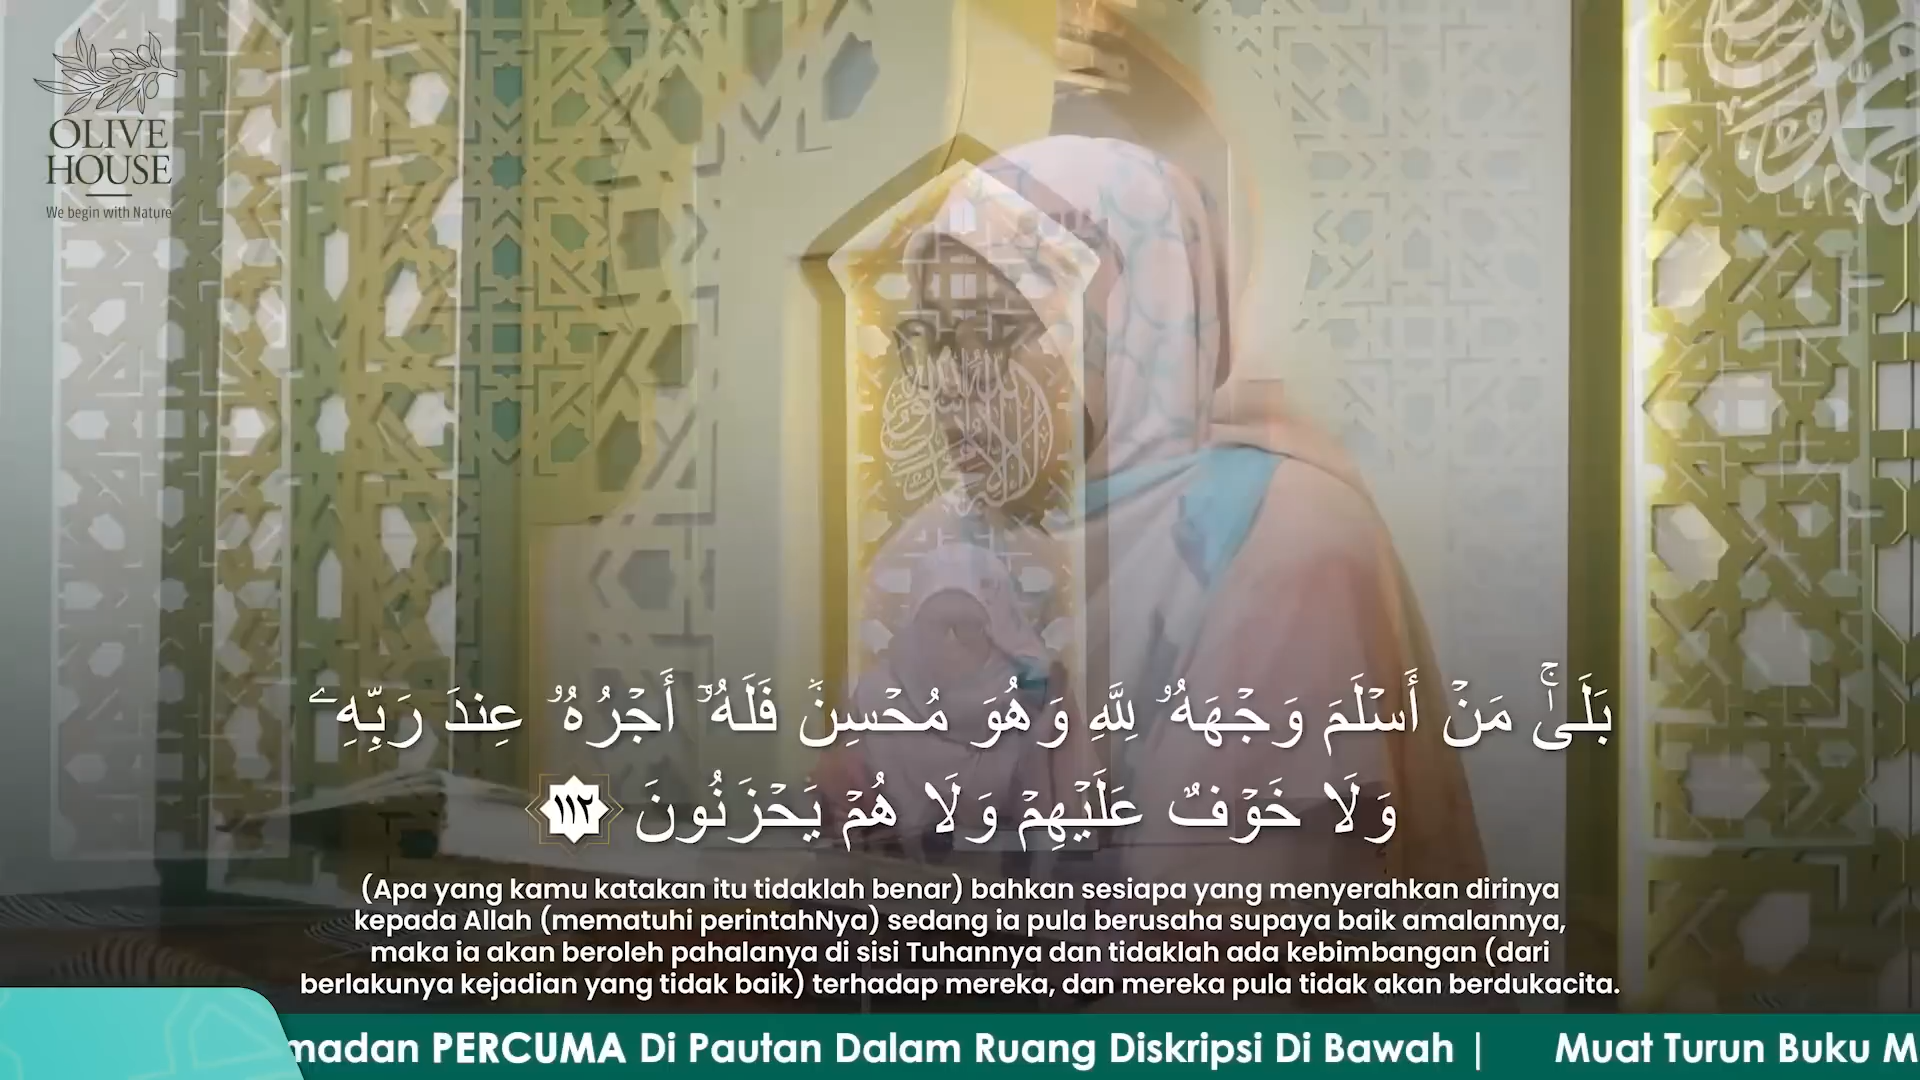 OLIVE
HOUSE
We begin with Nature
بَلَىٰۚ مَنۡ أَسۡلَمَ وَجۡهَهُۥ لِلَّهِ وَهُوَ مُحۡسِنٞ فَلَهُۥٓ أَجۡرُهُۥ عِندَ رَبِّهِۦ
وَلَا خَوۡفٌ عَلَيۡهِمۡ وَلَا هُمۡ يَحۡزَنُونَ ١١٢
(Apa yang kamu katakan itu tidaklah benar) bahkan sesiapa yang menyerahkan dirinya
kepada Allah (mematuhi perintahNya) sedang ia pula berusaha supaya baik amalannya,
maka ia akan beroleh pahalanya di sisi Tuhannya dan tidaklah ada kebimbangan (dari
berlakunya kejadian yang tidak baik) terhadap mereka, dan mereka pula tidak akan berdukacita.
madan PERCUMA Di Pautan Dalam Ruang Diskripsi Di Bawah | Muat Turun Buku M